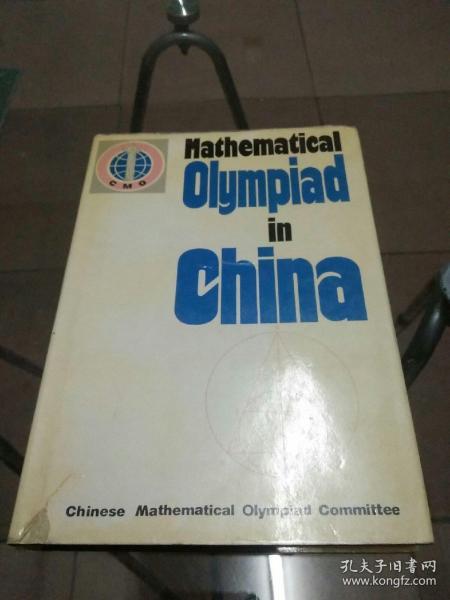 CMO
Mathematical
Olympiad
in
China
Chinese Mathematical Olympiad Committee
孔夫子旧书网
www.kongfz.com